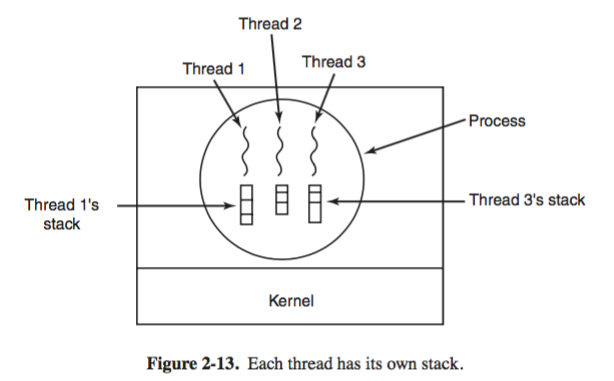 Thread 2
Thread 1
Thread 3
Process
Thread 1's
stack
Thread 3's stack
Kernel
Figure 2-13. Each thread has its own stack.